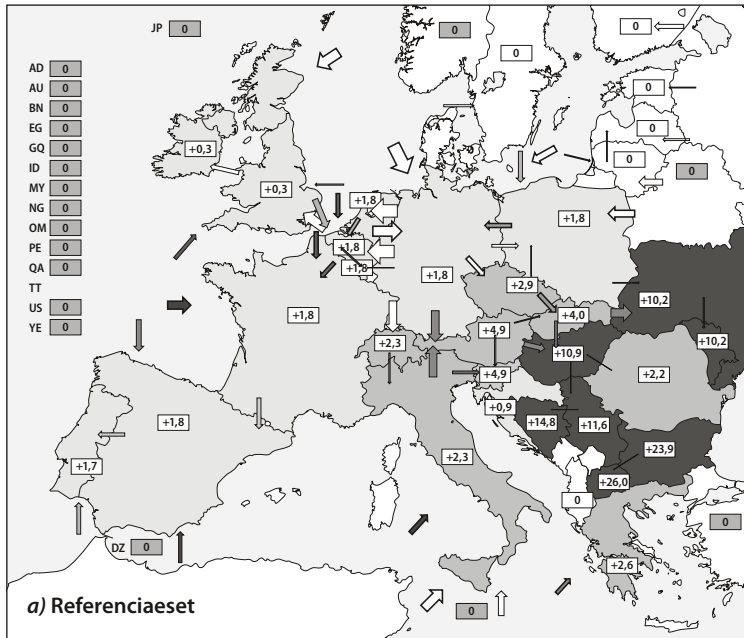 JP 0
AD 0
AU 0
BN 0
EG 0
GQ 0
ID 0
MY 0
NG 0
OM 0
PE 0
QA 0
TT
US 0
YE 0
0
0
0
0
0
0
0
+0,3
+0,3
+1,8
+1,8
+1,8
+1,8
+1,8
+2,9
+4,0
+10,2
+10,2
+1,8
+2,3
+4,9
+10,9
+4,9
+2,2
+0,9
+14,8
+11,6
+23,9
+26,0
+1,8
+1,7
+2,3
0
0
+2,6
DZ 0
0
a) Referenciaeset